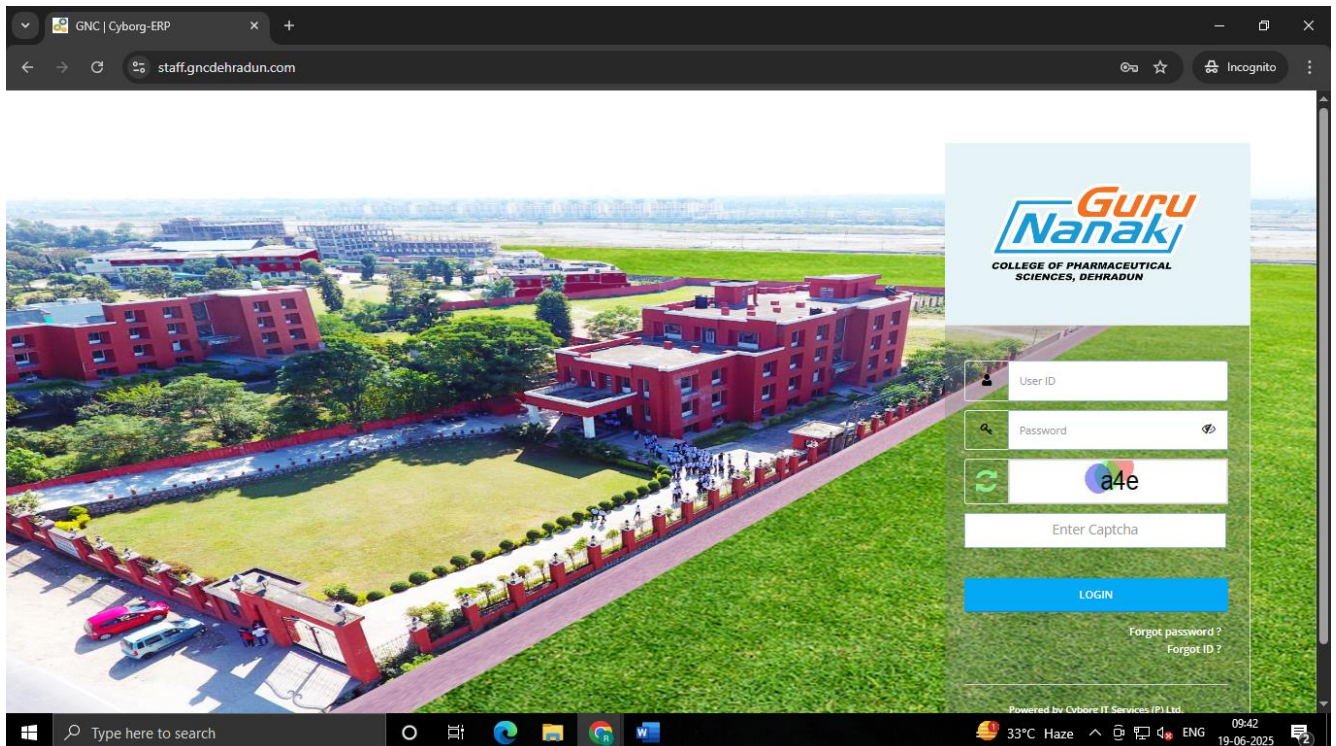 GNC | Cyborg-ERP
staff.gncdehradun.com
Incognito
Guru
Nanak
COLLEGE OF PHARMACEUTICAL
SCIENCES, DEHRADUN
User ID
Password
a4e
Enter Captcha
LOGIN
Forgot password ?
Forgot ID ?
Powered by Cyborg IT Services (P) Ltd.
Type here to search
33°C Haze
ENG
09:42
19-06-2025
2